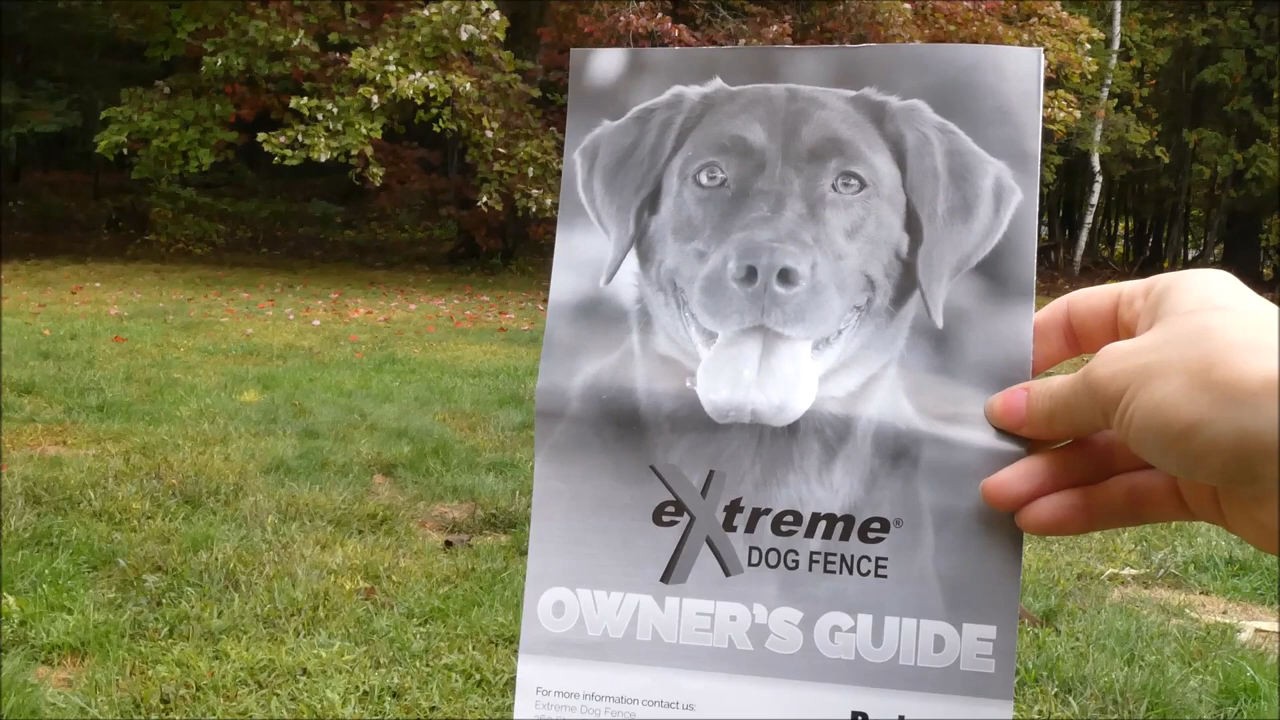 eXtreme®
DOG FENCE
OWNER'S GUIDE
For more information contact us:
Extreme Dog Fence